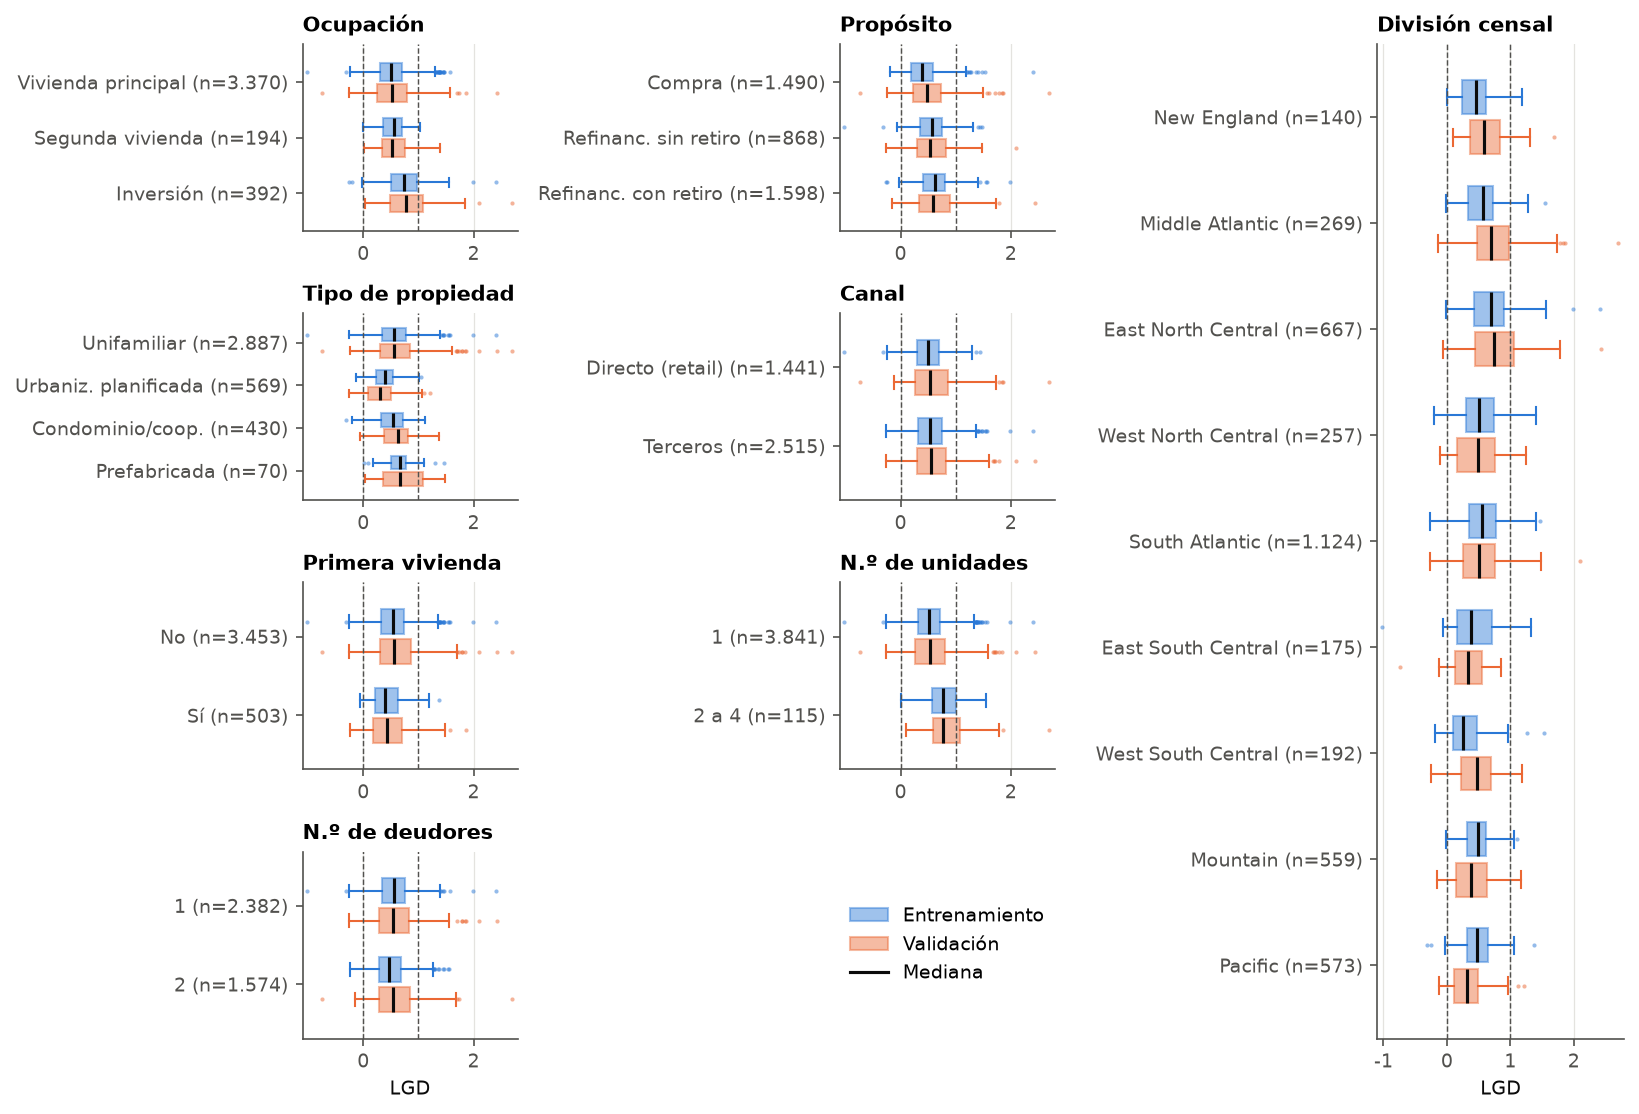 Ocupación
Vivienda principal (n=3.370)
Segunda vivienda (n=194)
Inversión (n=392)
0 2
Propósito
Compra (n=1.490)
Refinanc. sin retiro (n=868)
Refinanc. con retiro (n=1.598)
0 2
Tipo de propiedad
Unifamiliar (n=2.887)
Urbaniz. planificada (n=569)
Condominio/coop. (n=430)
Prefabricada (n=70)
0 2
Canal
Directo (retail) (n=1.441)
Terceros (n=2.515)
0 2
Primera vivienda
No (n=3.453)
Sí (n=503)
0 2
N.º de unidades
1 (n=3.841)
2 a 4 (n=115)
0 2
N.º de deudores
1 (n=2.382)
2 (n=1.574)
0 2
LGD
Entrenamiento
Validación
Mediana
División censal
New England (n=140)
Middle Atlantic (n=269)
East North Central (n=667)
West North Central (n=257)
South Atlantic (n=1.124)
East South Central (n=175)
West South Central (n=192)
Mountain (n=559)
Pacific (n=573)
-1 0 1 2
LGD